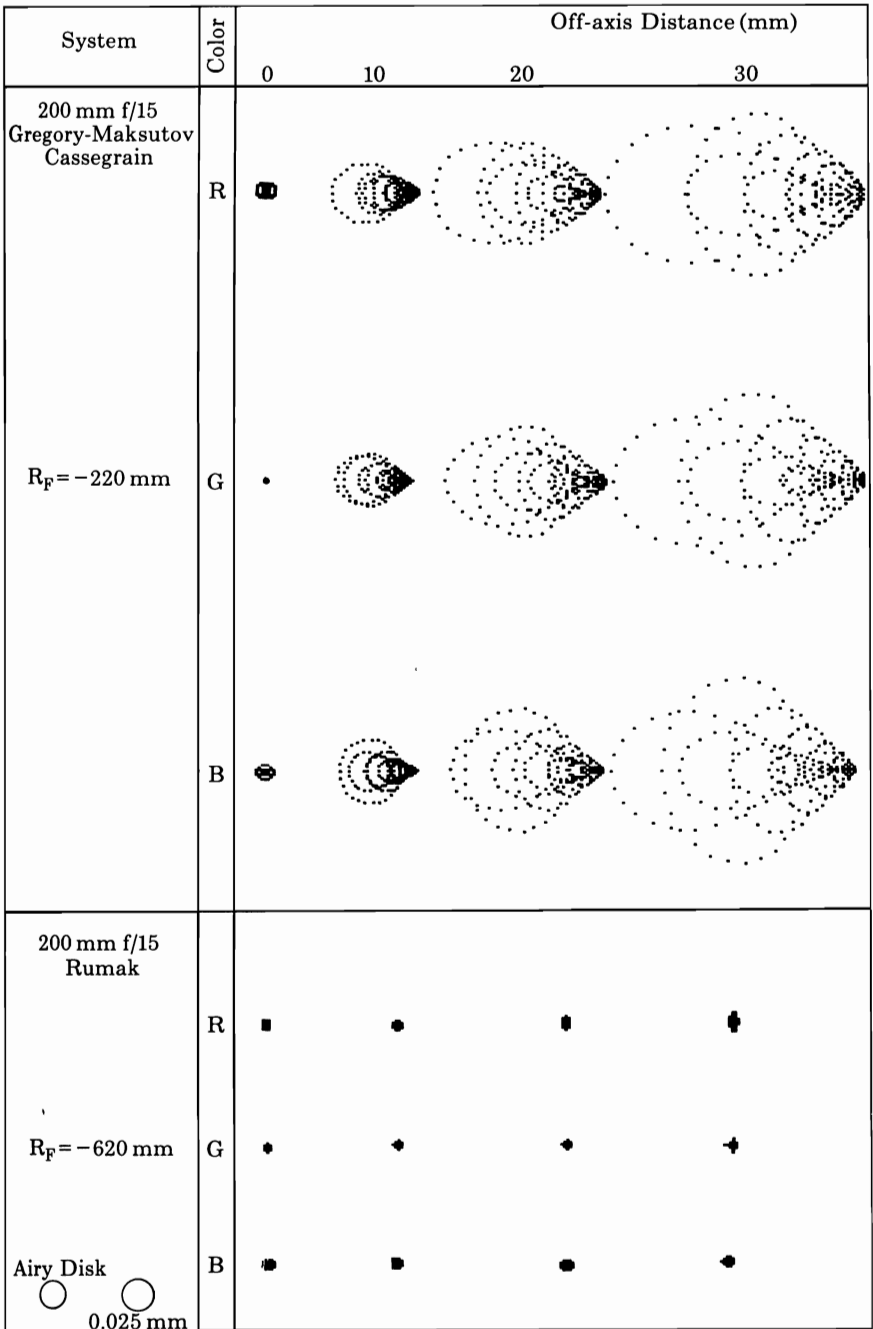 System
Color
Off-axis Distance (mm)
0 10 20 30
200 mm f/15
Gregory-Maksutov
Cassegrain
R
R_F = −220 mm
G
B
200 mm f/15
Rumak
R
R_F = −620 mm
G
B
Airy Disk
0.025 mm